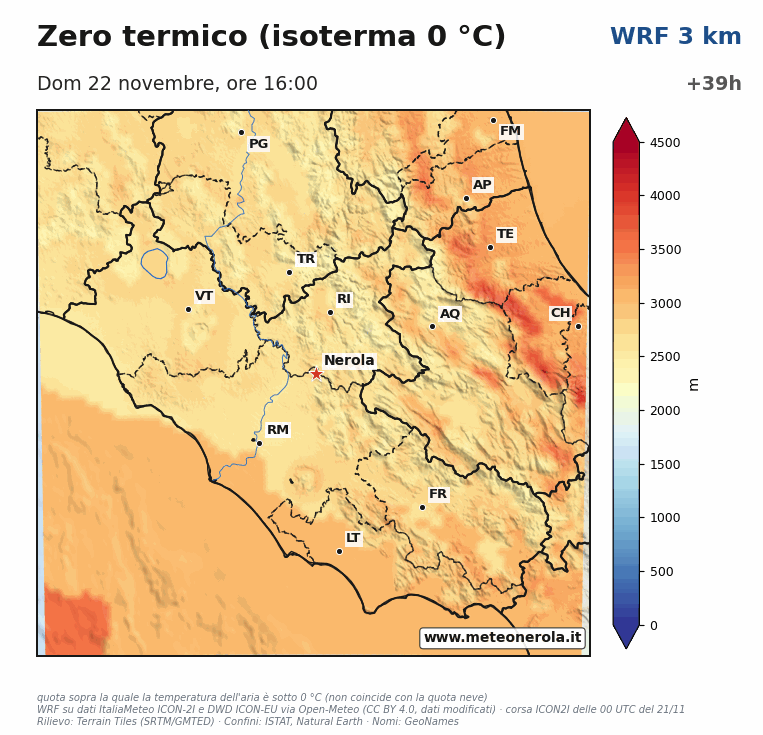 Zero termico (isoterma 0 °C)
WRF 3 km
Dom 22 novembre, ore 16:00
+39h
FM
PG
AP
TE
TR
VT
RI
AQ
CH
Nerola
RM
FR
LT
4500
4000
3500
3000
2500
2000
1500
1000
500
0
m
www.meteonerola.it
quota sopra la quale la temperatura dell'aria è sotto 0 °C (non coincide con la quota neve)
WRF su dati ItaliaMeteo ICON-2I e DWD ICON-EU via Open-Meteo (CC BY 4.0, dati modificati) · corsa ICON2I delle 00 UTC del 21/11
Rilievo: Terrain Tiles (SRTM/GMTED) · Confini: ISTAT, Natural Earth · Nomi: GeoNames